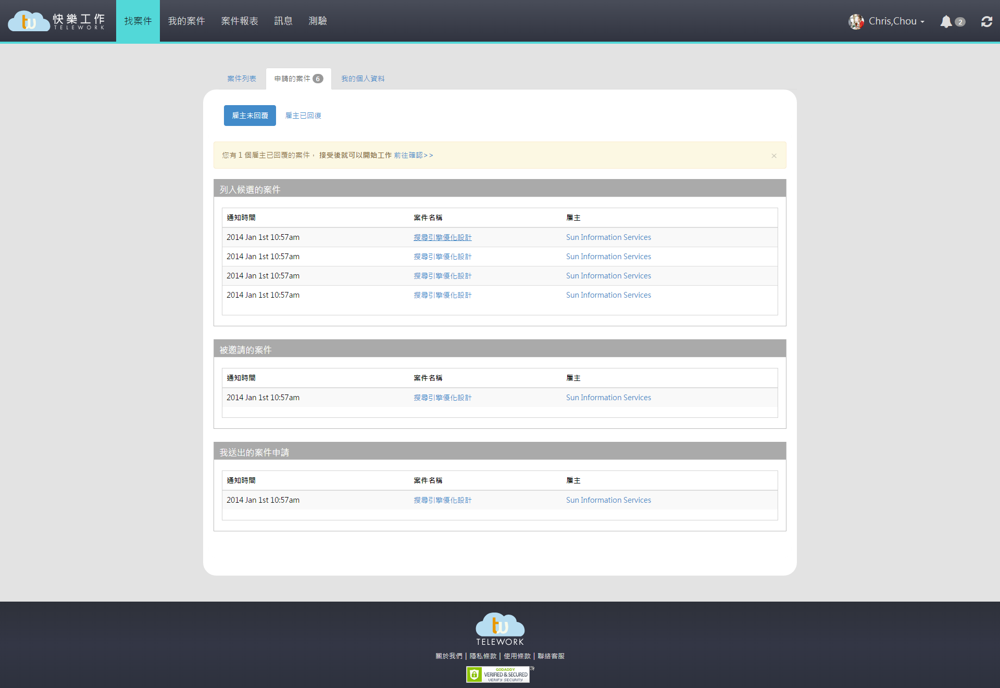 tw 快樂工作 TELEWORK 找案件 我的案件 案件報表 訊息 測驗 Chris,Chou 2
案件列表 申請的案件 6 我的個人資料
雇主未回覆 雇主已回復
您有 1 個雇主已回覆的案件， 接受後就可以開始工作 前往確認>> ×
列入候選的案件
通知時間 案件名稱 雇主
2014 Jan 1st 10:57am 搜尋引擎優化設計 Sun Information Services
2014 Jan 1st 10:57am 搜尋引擎優化設計 Sun Information Services
2014 Jan 1st 10:57am 搜尋引擎優化設計 Sun Information Services
2014 Jan 1st 10:57am 搜尋引擎優化設計 Sun Information Services
被邀請的案件
通知時間 案件名稱 雇主
2014 Jan 1st 10:57am 搜尋引擎優化設計 Sun Information Services
我送出的案件申請
通知時間 案件名稱 雇主
2014 Jan 1st 10:57am 搜尋引擎優化設計 Sun Information Services
tw
TELEWORK
關於我們 | 隱私條款 | 使用條款 | 聯絡客服
GODADDY
VERIFIED & SECURED
VERIFY SECURITY